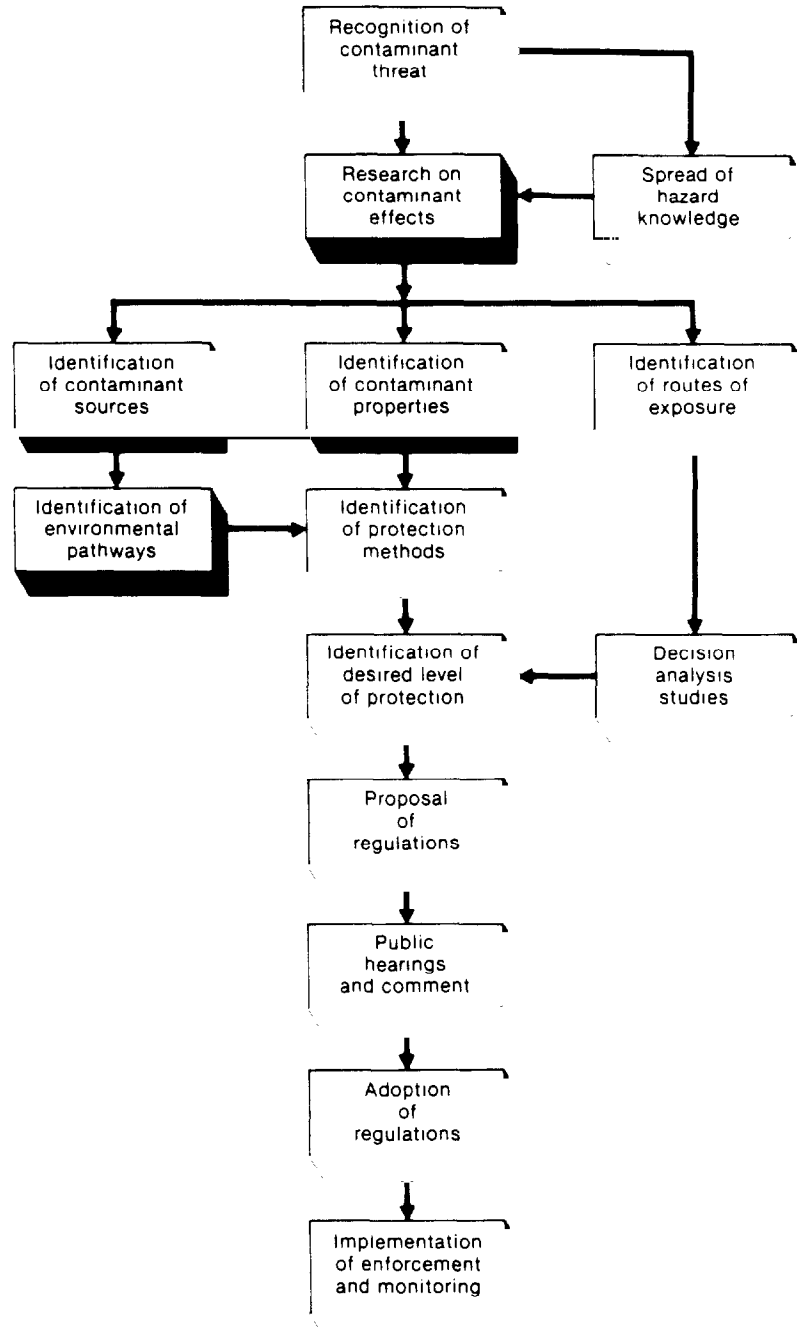 Recognition of
contaminant
threat
Research on
contaminant
effects
Spread of
hazard
knowledge
Identification
of contaminant
sources
Identification
of contaminant
properties
Identification
of routes of
exposure
Identification of
environmental
pathways
Identification
of protection
methods
Identification of
desired level
of protection
Decision
analysis
studies
Proposal
of
regulations
Public
hearings
and comment
Adoption
of
regulations
Implementation
of enforcement
and monitoring